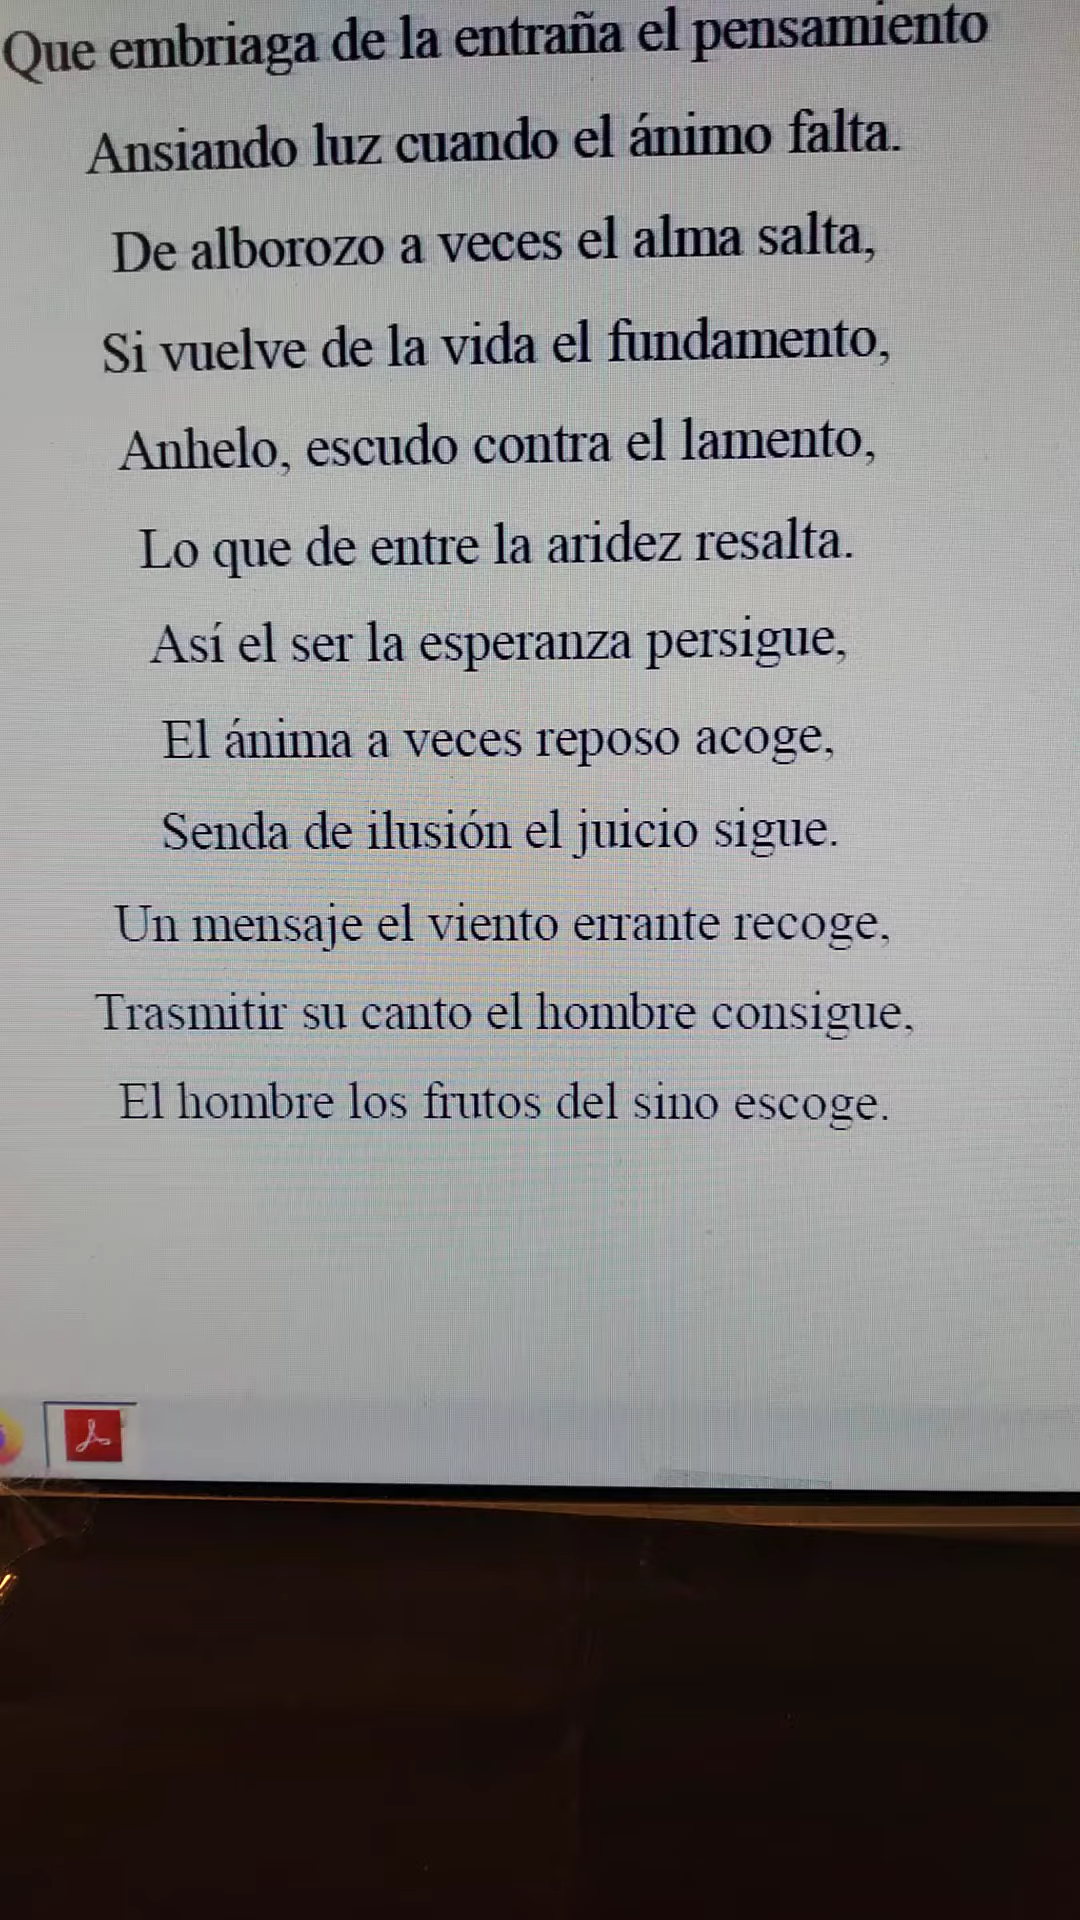 Que embriaga de la entraña el pensamiento
Ansiando luz cuando el ánimo falta.
De alborozo a veces el alma salta,
Si vuelve de la vida el fundamento,
Anhelo, escudo contra el lamento,
Lo que de entre la aridez resalta.
Así el ser la esperanza persigue,
El ánima a veces reposo acoge,
Senda de ilusión el juicio sigue.
Un mensaje el viento errante recoge,
Trasmitir su canto el hombre consigue,
El hombre los frutos del sino escoge.